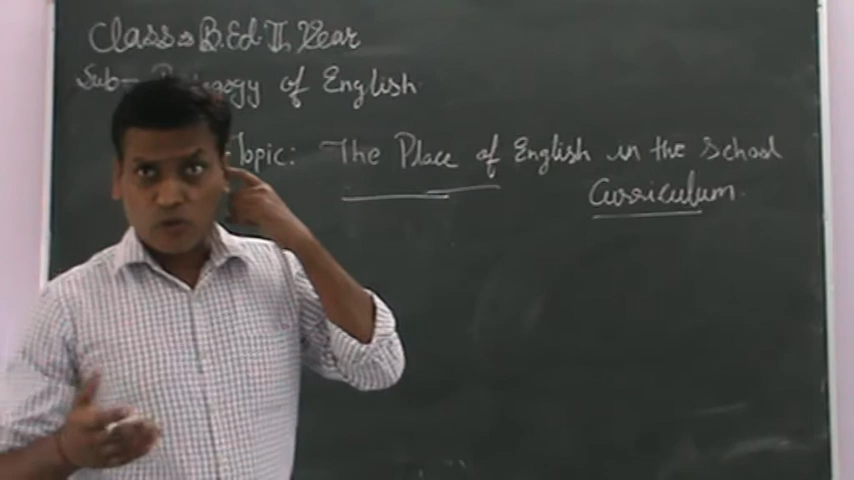 Class → B.Ed. II Year
Sub- Pedagogy of English
Topic: The Place of English in the School
Curriculum.